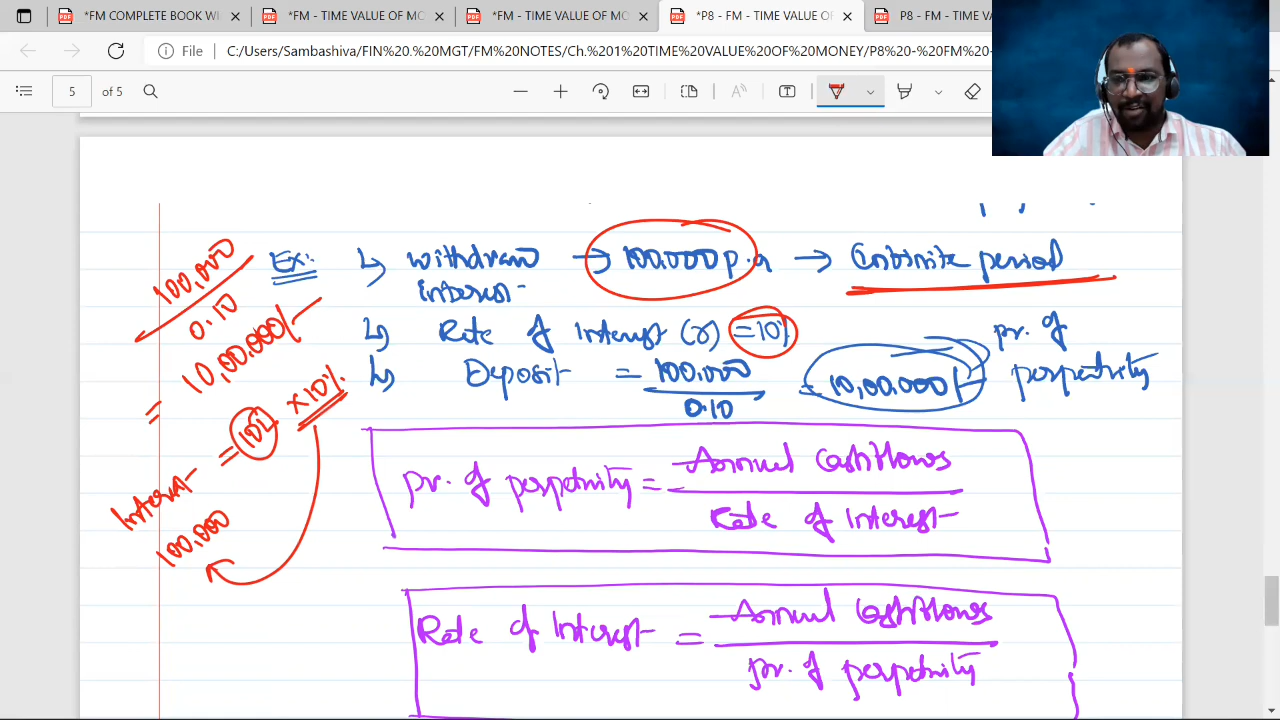 *FM COMPLETE BOOK WI
*FM - TIME VALUE OF MO
*FM - TIME VALUE OF MO
*P8 - FM - TIME VALUE OF
P8 - FM - TIME VA
File C:/Users/Sambashiva/FIN%20.%20MGT/FM%20NOTES/Ch.%201%20TIME%20VALUE%20OF%20MONEY/P8%20-%20FM%20-
5 of 5
Ex: ↳ withdraw → 100,000 p.a → Infinite period
interest
↳ Rate of Interest (r) = 10%
↳ Deposit = 100,000 / 0.10 = 10,00,000/- pv. of perpetuity
100,000
0.10
= 10,00,000/-
Interest = 10L × 10%
100,000
pv. of perpetuity = Annual Cashflows / Rate of Interest
Rate of Interest = Annual Cashflows / pv. of perpetuity